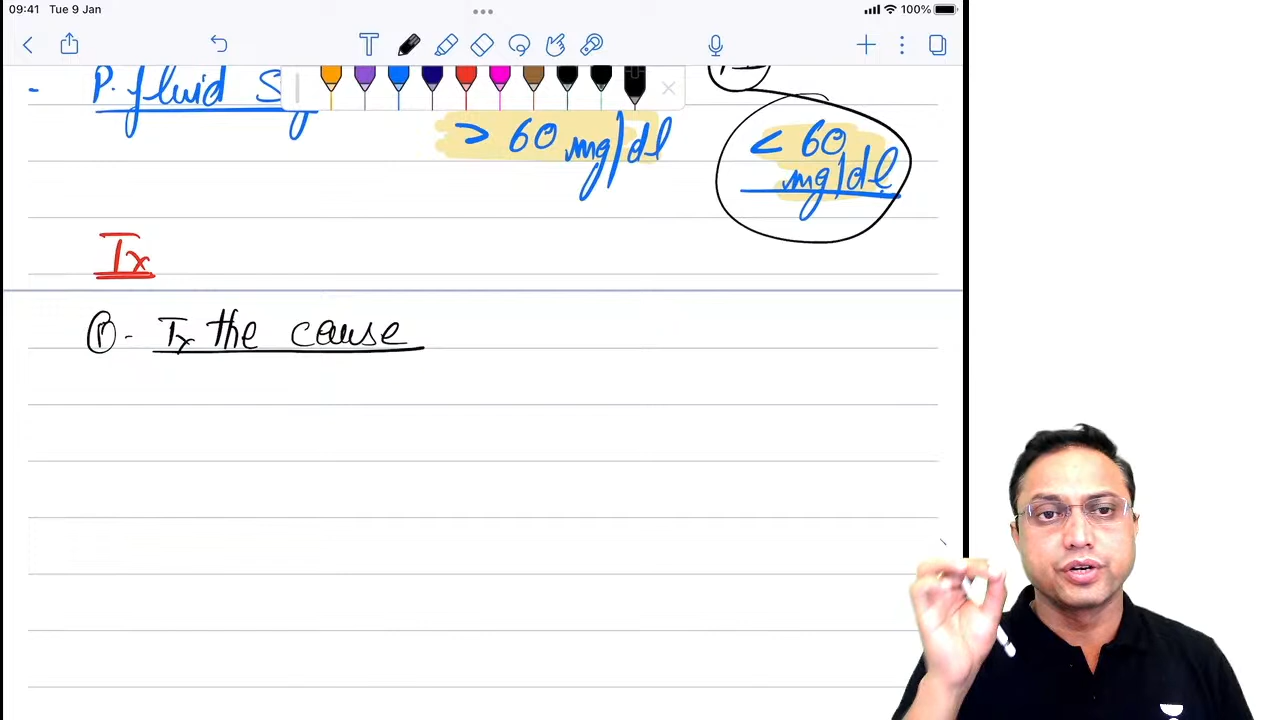 09:41 Tue 9 Jan 100%
T
- P. fluid S
> 60 mg/dl
< 60
mg/dl
Tx
① - Tx the cause